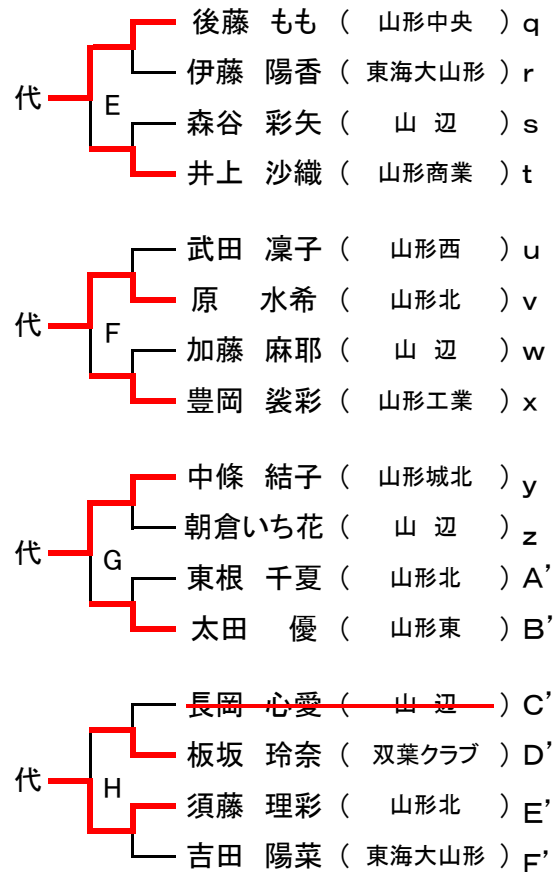 後藤 もも ( 山形中央 ) q
伊藤 陽香 ( 東海大山形 ) r
代 E
森谷 彩矢 ( 山 辺 ) s
井上 沙織 ( 山形商業 ) t
武田 凜子 ( 山形西 ) u
原 水希 ( 山形北 ) v
代 F
加藤 麻耶 ( 山 辺 ) w
豊岡 裟彩 ( 山形工業 ) x
中條 結子 ( 山形城北 ) y
朝倉いち花 ( 山 辺 ) z
代 G
東根 千夏 ( 山形北 ) A'
太田 優 ( 山形東 ) B'
長岡 心愛 ( 山 辺 ) C'
板坂 玲奈 ( 双葉クラブ ) D'
代 H
須藤 理彩 ( 山形北 ) E'
吉田 陽菜 ( 東海大山形 ) F'